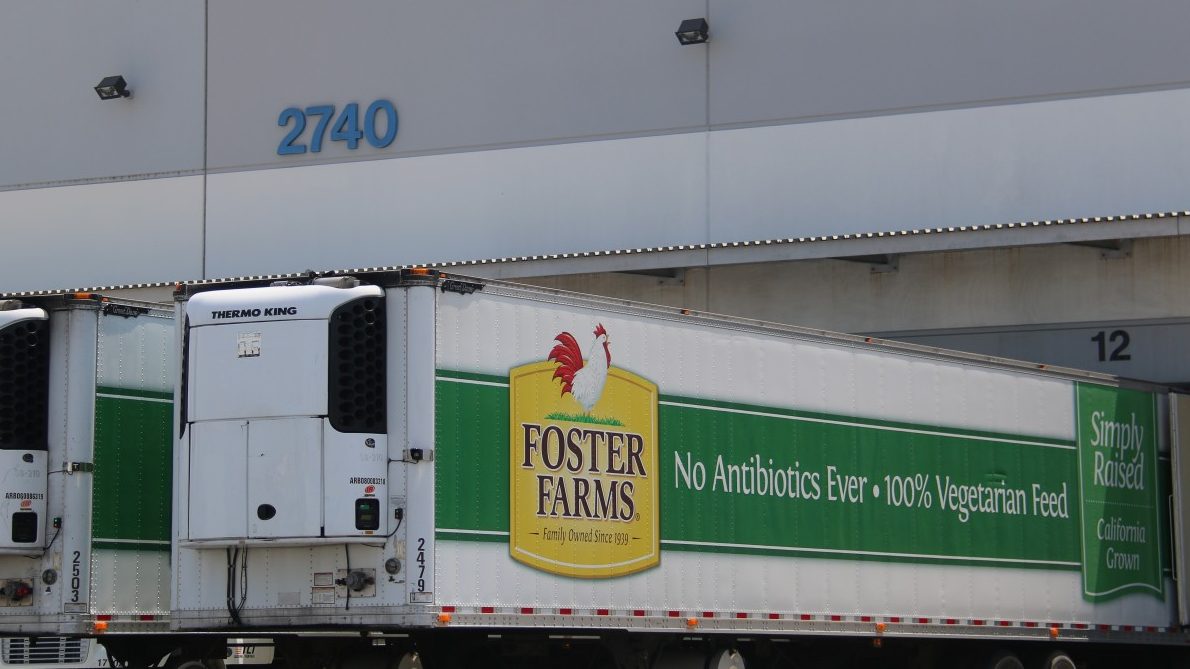 2740
12
THERMO KING
FOSTER
FARMS
Family Owned Since 1939
No Antibiotics Ever • 100% Vegetarian Feed
Simply
Raised
California
Grown
2479
2503